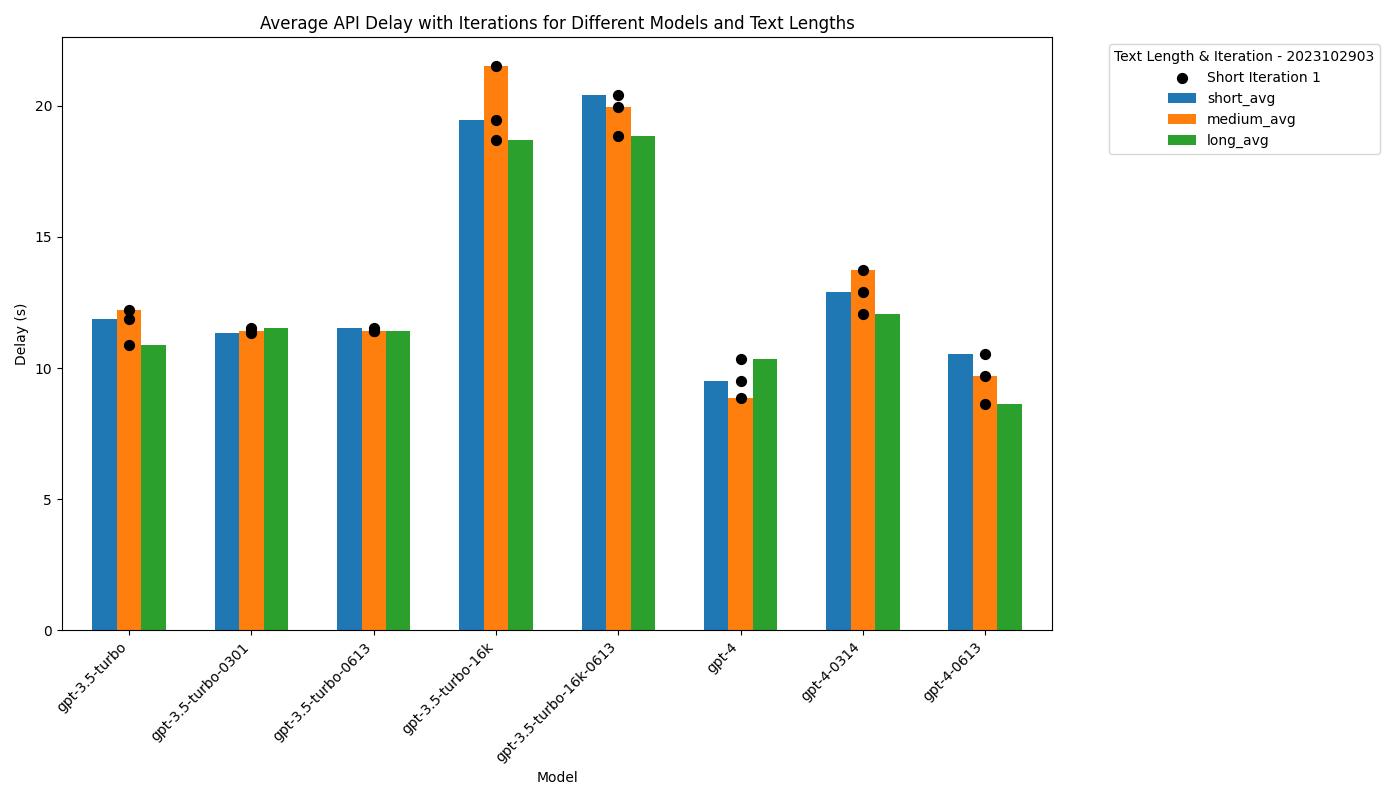 Average API Delay with Iterations for Different Models and Text Lengths
Text Length & Iteration - 2023102903
Short Iteration 1
short_avg
medium_avg
long_avg
Delay (s)
20
15
10
5
0
gpt-3.5-turbo
gpt-3.5-turbo-0301
gpt-3.5-turbo-0613
gpt-3.5-turbo-16k
gpt-3.5-turbo-16k-0613
gpt-4
gpt-4-0314
gpt-4-0613
Model